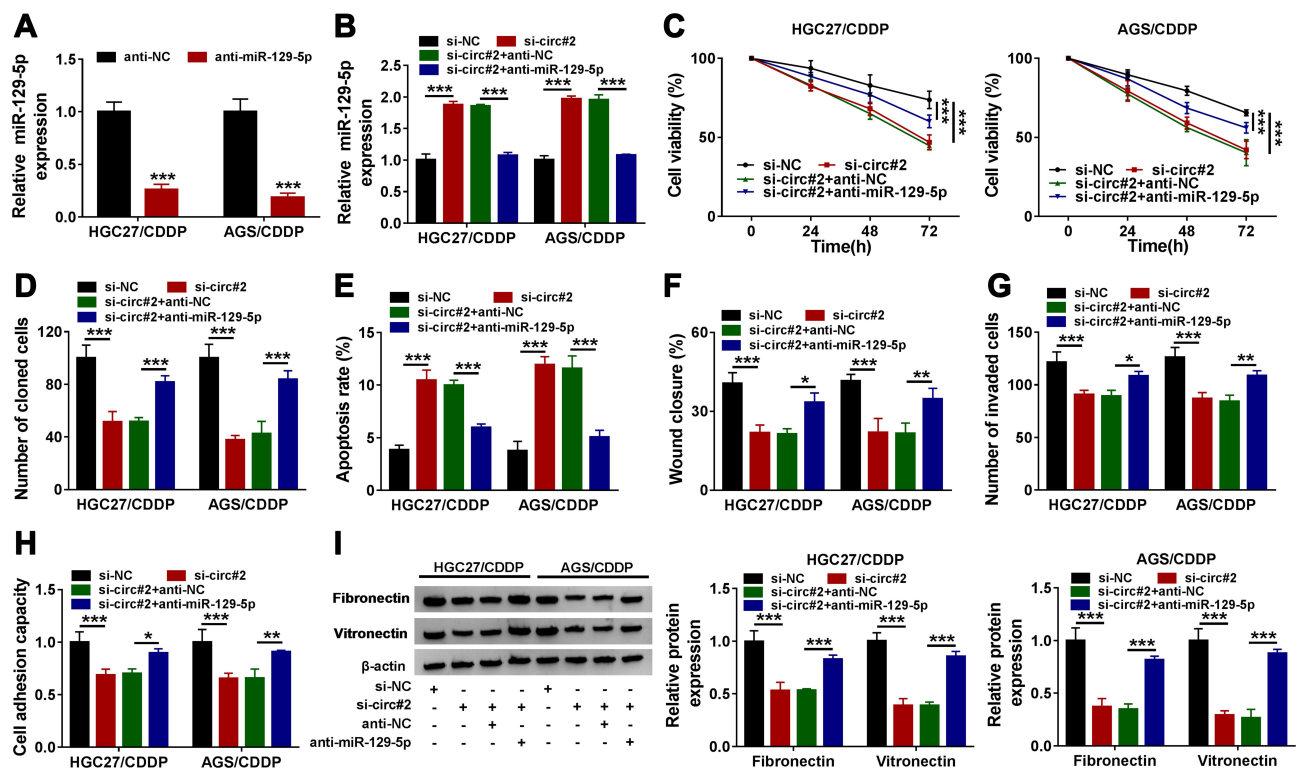 A
anti-NC anti-miR-129-5p
Relative miR-129-5p
expression
1.5
1.0
0.5
0.0
*** ***
HGC27/CDDP AGS/CDDP
B
si-NC si-circ#2
si-circ#2+anti-NC
si-circ#2+anti-miR-129-5p
Relative miR-129-5p
expression
2.5
2.0
1.5
1.0
0.5
0.0
*** *** *** ***
HGC27/CDDP AGS/CDDP
C
HGC27/CDDP
Cell viability (%)
100
50
0
si-NC si-circ#2
si-circ#2+anti-NC
si-circ#2+anti-miR-129-5p
*** ***
0 24 48 72
Time(h)
AGS/CDDP
Cell viability (%)
100
50
0
si-NC si-circ#2
si-circ#2+anti-NC
si-circ#2+anti-miR-129-5p
*** ***
0 24 48 72
Time(h)
D
si-NC si-circ#2
si-circ#2+anti-NC
si-circ#2+anti-miR-129-5p
Number of cloned cells
120
80
40
0
*** *** *** ***
HGC27/CDDP AGS/CDDP
E
si-NC si-circ#2
si-circ#2+anti-NC
si-circ#2+anti-miR-129-5p
Apoptosis rate (%)
15
10
5
0
*** *** *** ***
HGC27/CDDP AGS/CDDP
F
si-NC si-circ#2
si-circ#2+anti-NC
si-circ#2+anti-miR-129-5p
Wound closure (%)
60
30
0
*** * *** **
HGC27/CDDP AGS/CDDP
G
si-NC si-circ#2
si-circ#2+anti-NC
si-circ#2+anti-miR-129-5p
Number of invaded cells
150
100
50
0
*** * *** **
HGC27/CDDP AGS/CDDP
H
si-NC si-circ#2
si-circ#2+anti-NC
si-circ#2+anti-miR-129-5p
Cell adhesion capacity
1.5
1.0
0.5
0.0
*** * *** **
HGC27/CDDP AGS/CDDP
I
HGC27/CDDP AGS/CDDP
Fibronectin
Vitronectin
β-actin
si-NC + - - - + - - -
si-circ#2 - + + + - + + +
anti-NC - - + - - - + -
anti-miR-129-5p - - - + - - - +
HGC27/CDDP
si-NC si-circ#2
si-circ#2+anti-NC
si-circ#2+anti-miR-129-5p
Relative protein
expression
1.5
1.0
0.5
0.0
*** *** *** ***
Fibronectin Vitronectin
AGS/CDDP
si-NC si-circ#2
si-circ#2+anti-NC
si-circ#2+anti-miR-129-5p
Relative protein
expression
1.5
1.0
0.5
0.0
*** *** *** ***
Fibronectin Vitronectin